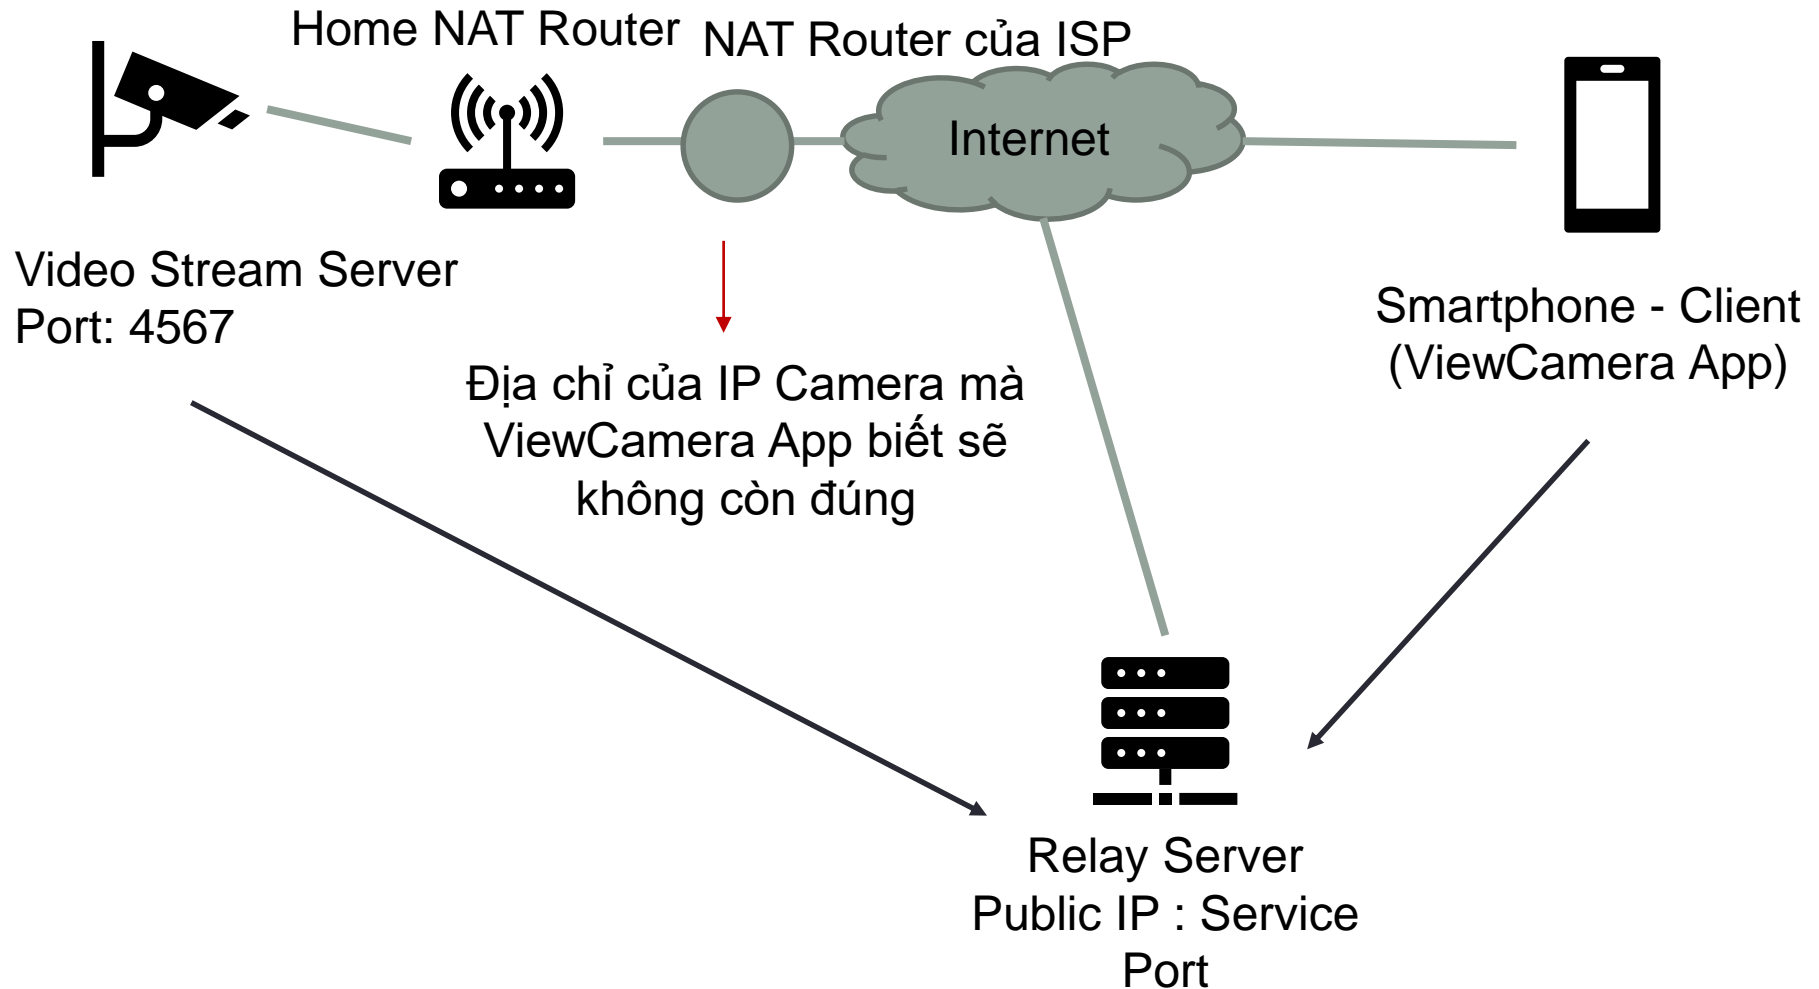 Home NAT Router
NAT Router của ISP
Internet
Video Stream Server
Port: 4567
Địa chỉ của IP Camera mà
ViewCamera App biết sẽ
không còn đúng
Smartphone - Client
(ViewCamera App)
Relay Server
Public IP : Service
Port